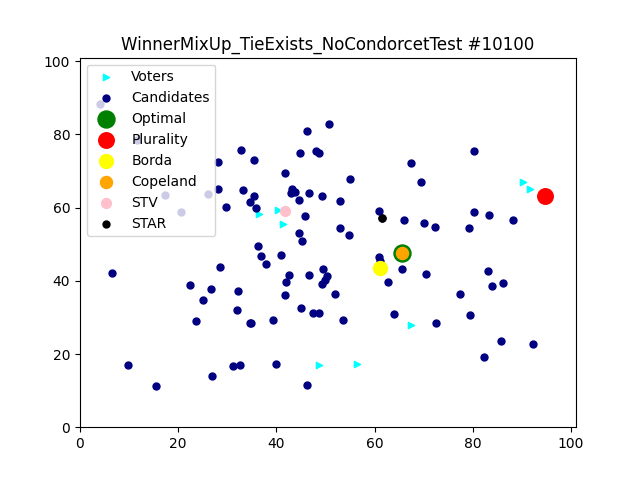 WinnerMixUp_TieExists_NoCondorcetTest #10100
100
80
60
40
20
0
Voters
Candidates
Optimal
Plurality
Borda
Copeland
STV
STAR
0 20 40 60 80 100